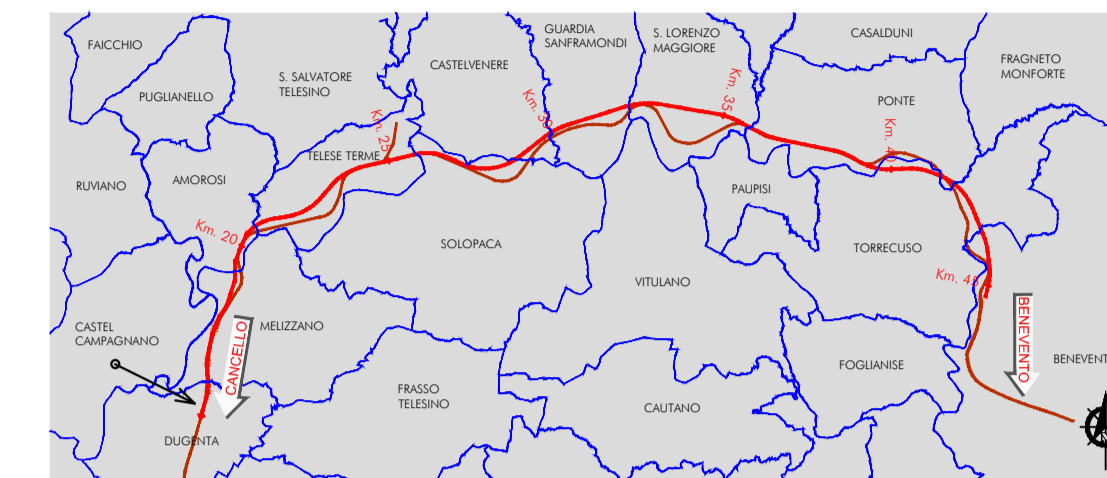 FAICCHIO
PUGLIANELLO
S. SALVATORE
TELESINO
CASTELVENERE
GUARDIA
SANFRAMONDI
S. LORENZO
MAGGIORE
CASALDUNI
FRAGNETO
MONFORTE
PONTE
Km. 25
Km. 30
Km. 35
Km. 40
TELESE TERME
RUVIANO
AMOROSI
PAUPISI
Km. 20
SOLOPACA
TORRECUSO
VITULANO
Km. 45
CASTEL
CAMPAGNANO
MELIZZANO
CANCELLO
BENEVENTO
FOGLIANISE
BENEVENT
FRASSO
TELESINO
CAUTANO
DUGENTA